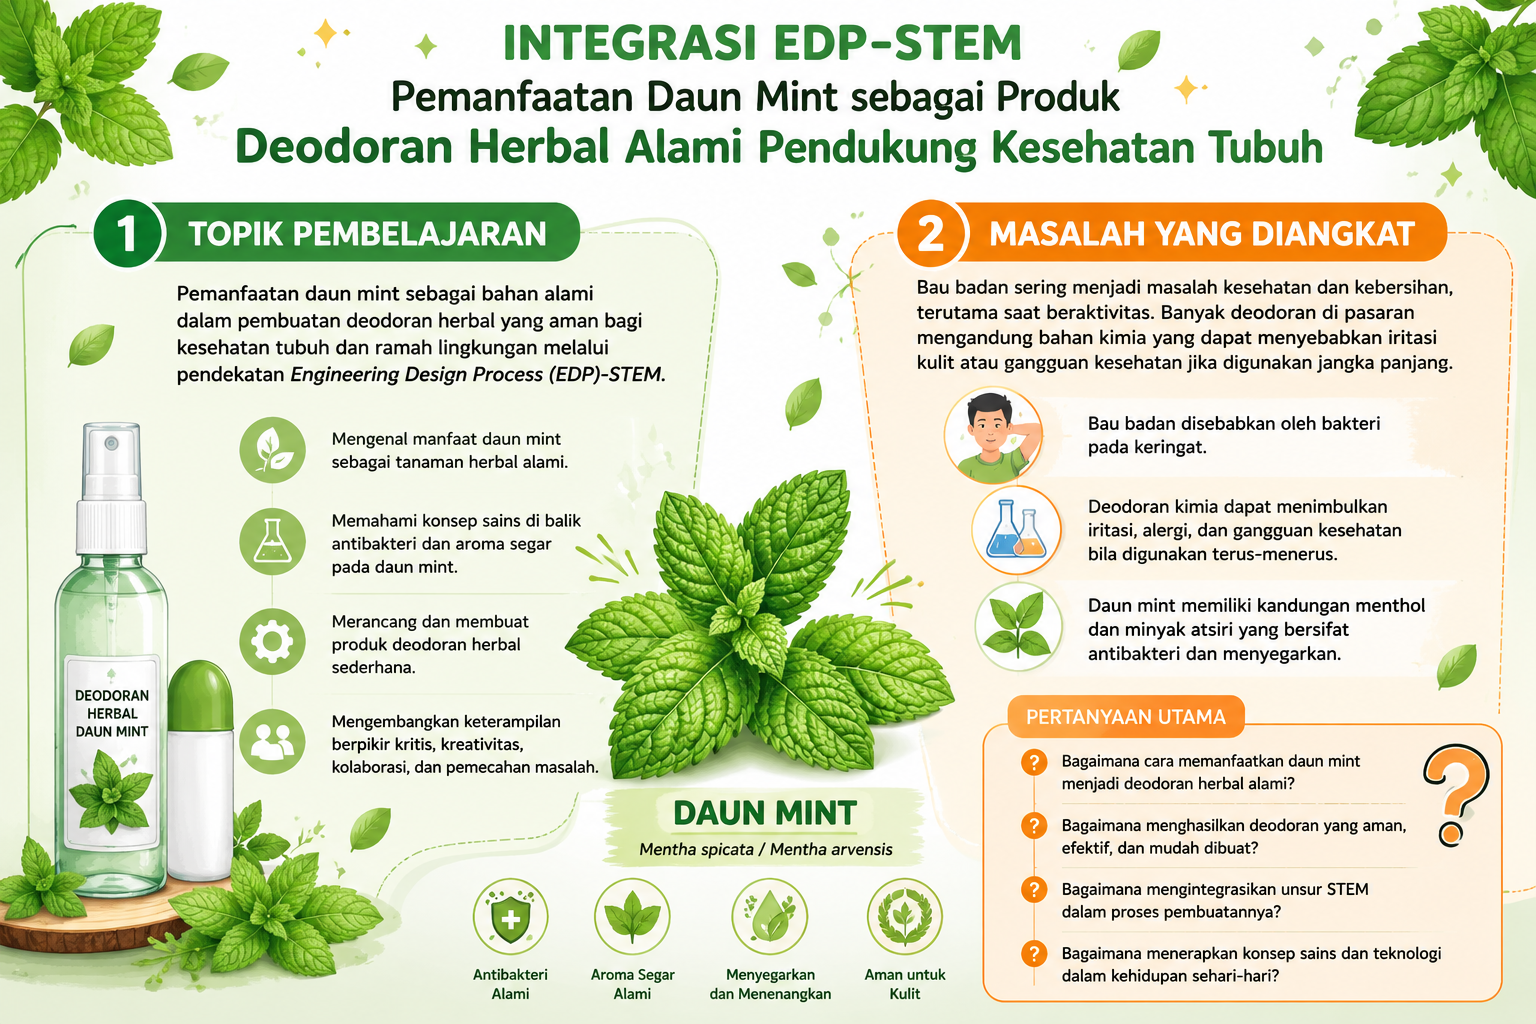 INTEGRASI EDP-STEM
Pemanfaatan Daun Mint sebagai Produk
Deodoran Herbal Alami Pendukung Kesehatan Tubuh
1 TOPIK PEMBELAJARAN
Pemanfaatan daun mint sebagai bahan alami
dalam pembuatan deodoran herbal yang aman bagi
kesehatan tubuh dan ramah lingkungan melalui
pendekatan Engineering Design Process (EDP)-STEM.
Mengenal manfaat daun mint
sebagai tanaman herbal alami.
Memahami konsep sains di balik
antibakteri dan aroma segar
pada daun mint.
Merancang dan membuat
produk deodoran herbal
sederhana.
Mengembangkan keterampilan
berpikir kritis, kreativitas,
kolaborasi, dan pemecahan masalah.
DEODORAN
HERBAL
DAUN MINT
DAUN MINT
Mentha spicata / Mentha arvensis
Antibakteri
Alami
Aroma Segar
Alami
Menyegarkan
dan Menenangkan
Aman untuk
Kulit
2 MASALAH YANG DIANGKAT
Bau badan sering menjadi masalah kesehatan dan kebersihan,
terutama saat beraktivitas. Banyak deodoran di pasaran
mengandung bahan kimia yang dapat menyebabkan iritasi
kulit atau gangguan kesehatan jika digunakan jangka panjang.
Bau badan disebabkan oleh bakteri
pada keringat.
Deodoran kimia dapat menimbulkan
iritasi, alergi, dan gangguan kesehatan
bila digunakan terus-menerus.
Daun mint memiliki kandungan menthol
dan minyak atsiri yang bersifat
antibakteri dan menyegarkan.
PERTANYAAN UTAMA
? Bagaimana cara memanfaatkan daun mint
menjadi deodoran herbal alami?
? Bagaimana menghasilkan deodoran yang aman,
efektif, dan mudah dibuat?
? Bagaimana mengintegrasikan unsur STEM
dalam proses pembuatannya?
? Bagaimana menerapkan konsep sains dan teknologi
dalam kehidupan sehari-hari?
?